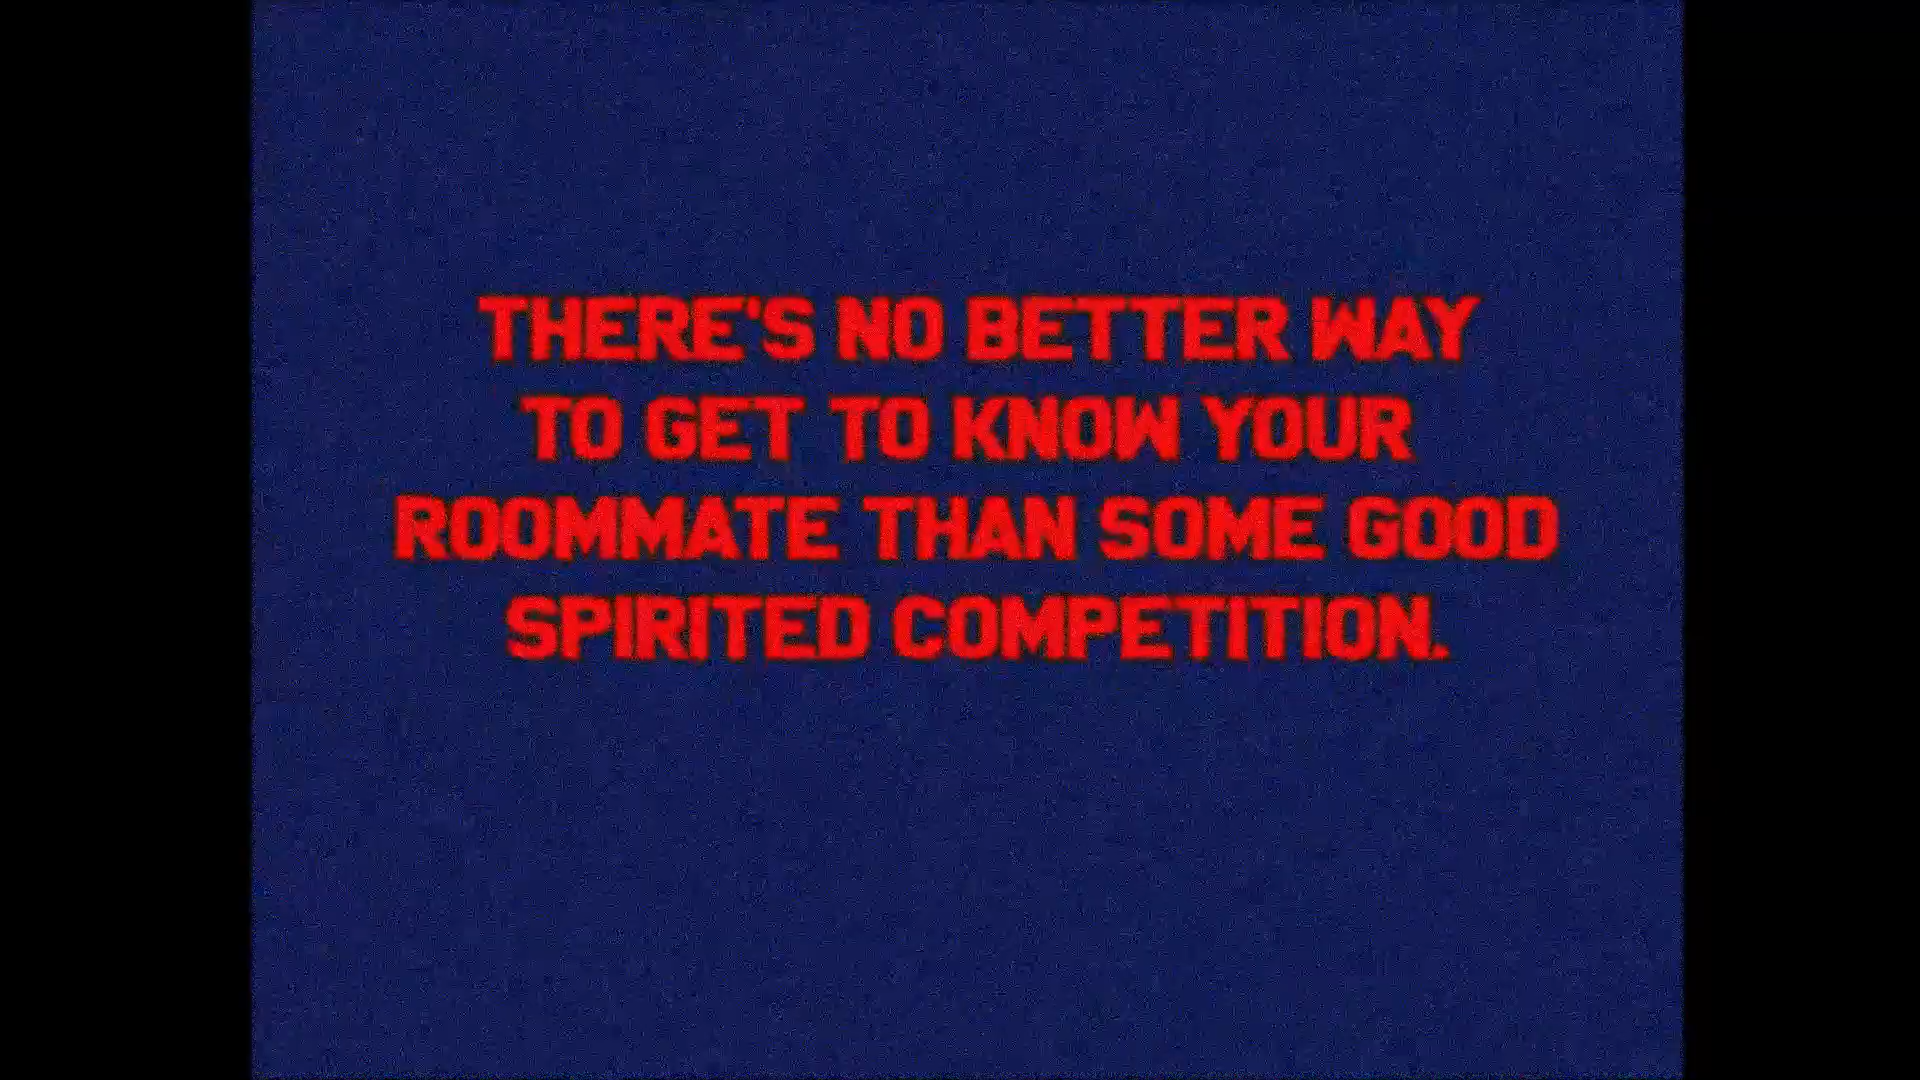 THERE'S NO BETTER WAY
TO GET TO KNOW YOUR
ROOMMATE THAN SOME GOOD
SPIRITED COMPETITION.